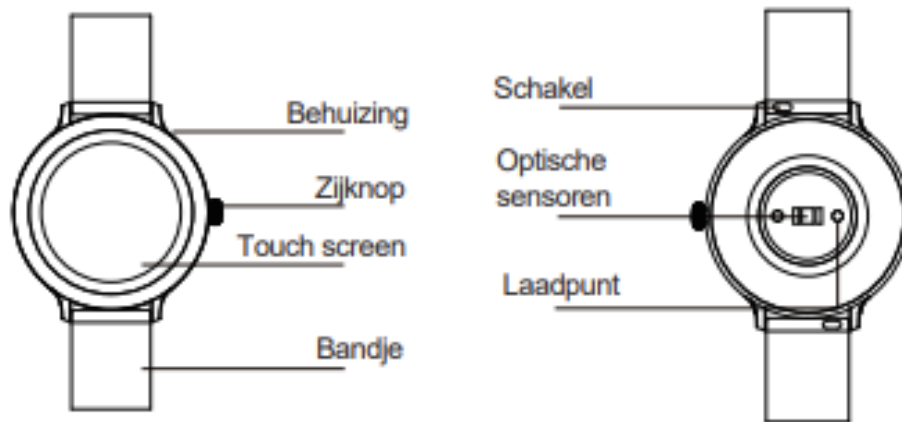 Behuizing
Zijknop
Touch screen
Bandje
Schakel
Optische
sensoren
Laadpunt